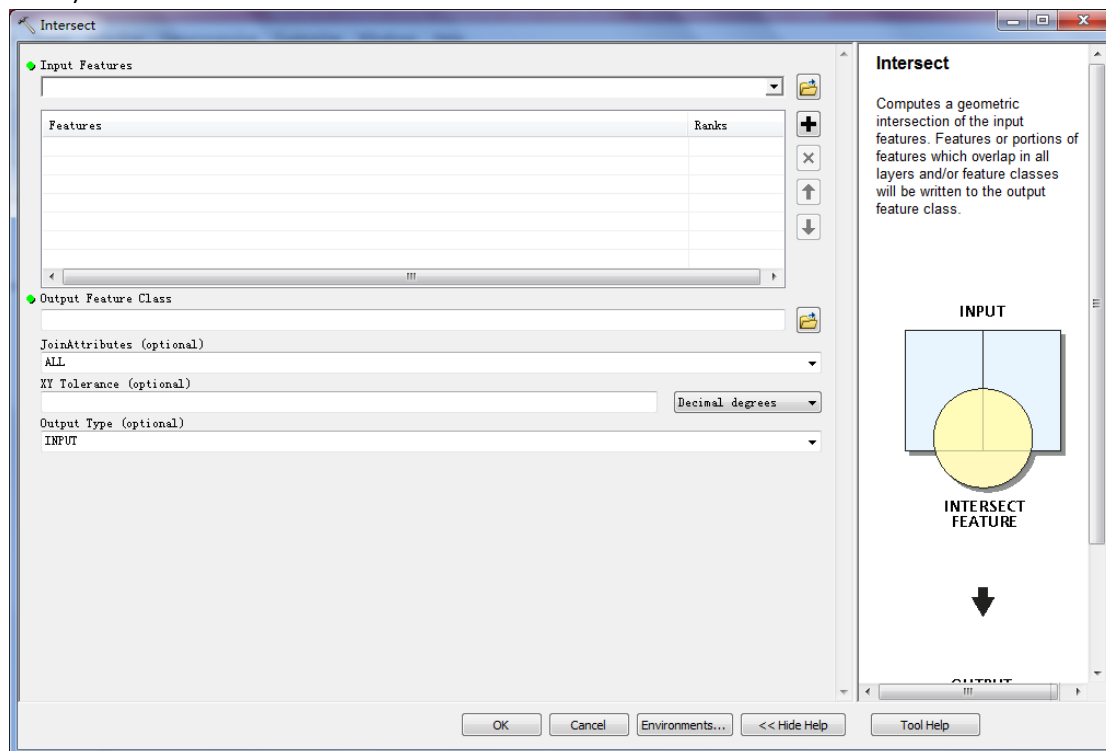 Intersect
Input Features
Features Ranks
Output Feature Class
JoinAttributes (optional)
ALL
XY Tolerance (optional)
Decimal degrees
Output Type (optional)
INPUT
OK Cancel Environments... << Hide Help Tool Help
Intersect
Computes a geometric
intersection of the input
features. Features or portions of
features which overlap in all
layers and/or feature classes
will be written to the output
feature class.
INPUT
INTERSECT
FEATURE